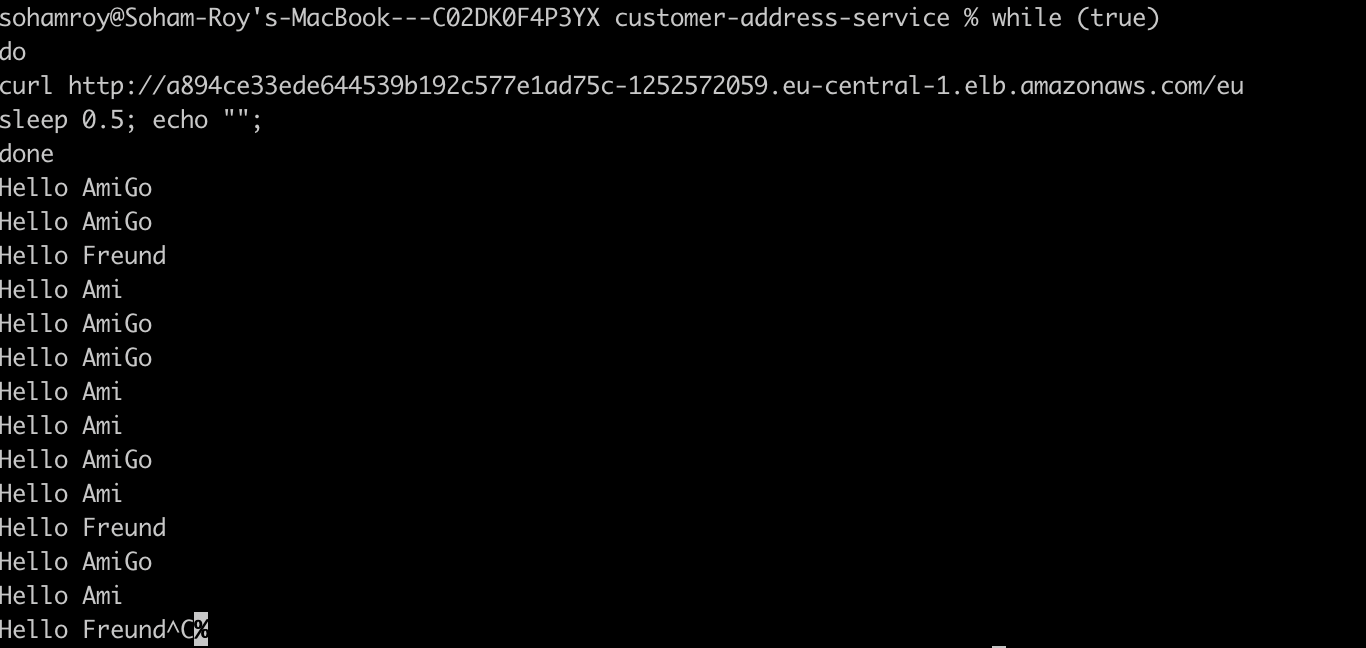 sohamroy@Soham-Roy's-MacBook---C02DK0F4P3YX customer-address-service % while (true)
do
curl http://a894ce33ede644539b192c577e1ad75c-1252572059.eu-central-1.elb.amazonaws.com/eu
sleep 0.5; echo "";
done
Hello AmiGo
Hello AmiGo
Hello Freund
Hello Ami
Hello AmiGo
Hello AmiGo
Hello Ami
Hello Ami
Hello AmiGo
Hello Ami
Hello Freund
Hello AmiGo
Hello Ami
Hello Freund^C%